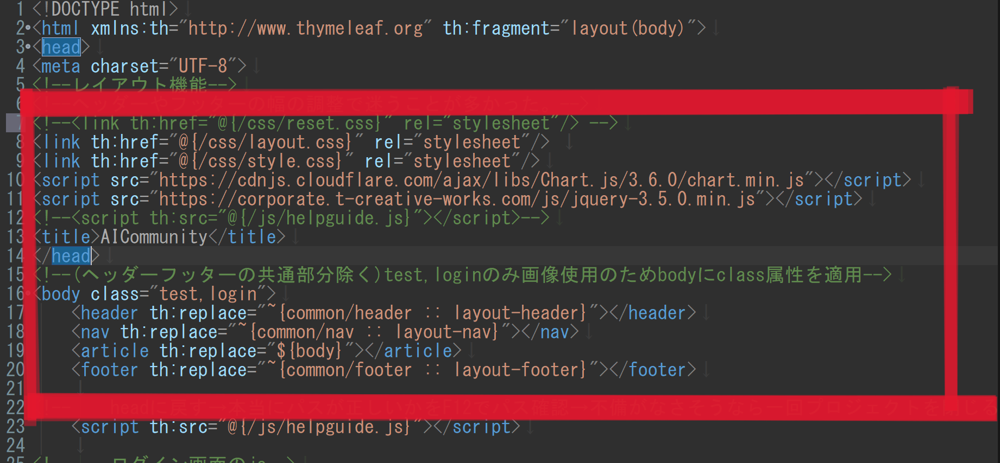 1 <!DOCTYPE html>
2 <html xmlns:th="http://www.thymeleaf.org" th:fragment="layout(body)">
3 <head>
4 <meta charset="UTF-8">
5 <!--レイアウト機能-->
6 <!--ヘッダーやフッターの幅の調整で迷うことが多かった。-->
7 <!--<link th:href="@{/css/reset.css}" rel="stylesheet"/> -->
8 <link th:href="@{/css/layout.css}" rel="stylesheet"/>
9 <link th:href="@{/css/style.css}" rel="stylesheet"/>
10 <script src="https://cdnjs.cloudflare.com/ajax/libs/Chart.js/3.6.0/chart.min.js"></script>
11 <script src="https://corporate.t-creative-works.com/js/jquery-3.5.0.min.js"></script>
12 <!--<script th:src="@{/js/helpguide.js}"></script>-->
13 <title>AICommunity</title>
14 </head>
15 <!--(ヘッダーフッターの共通部分除く)test,loginのみ画像使用のためbodyにclass属性を適用-->
16 <body class="test,login">
17 <header th:replace="~{common/header :: layout-header}"></header>
18 <nav th:replace="~{common/nav :: layout-nav}"></nav>
19 <article th:replace="${body}"></article>
20 <footer th:replace="~{common/footer :: layout-footer}"></footer>
21
22 <!-- headに戻す→本当にパスが正しいかをF12でパス確認→不備がなさそうなら 回プロジェクトを閉じる
23 <script th:src="@{/js/helpguide.js}"></script>
24
25 <!-- ログイン画面のjs-->